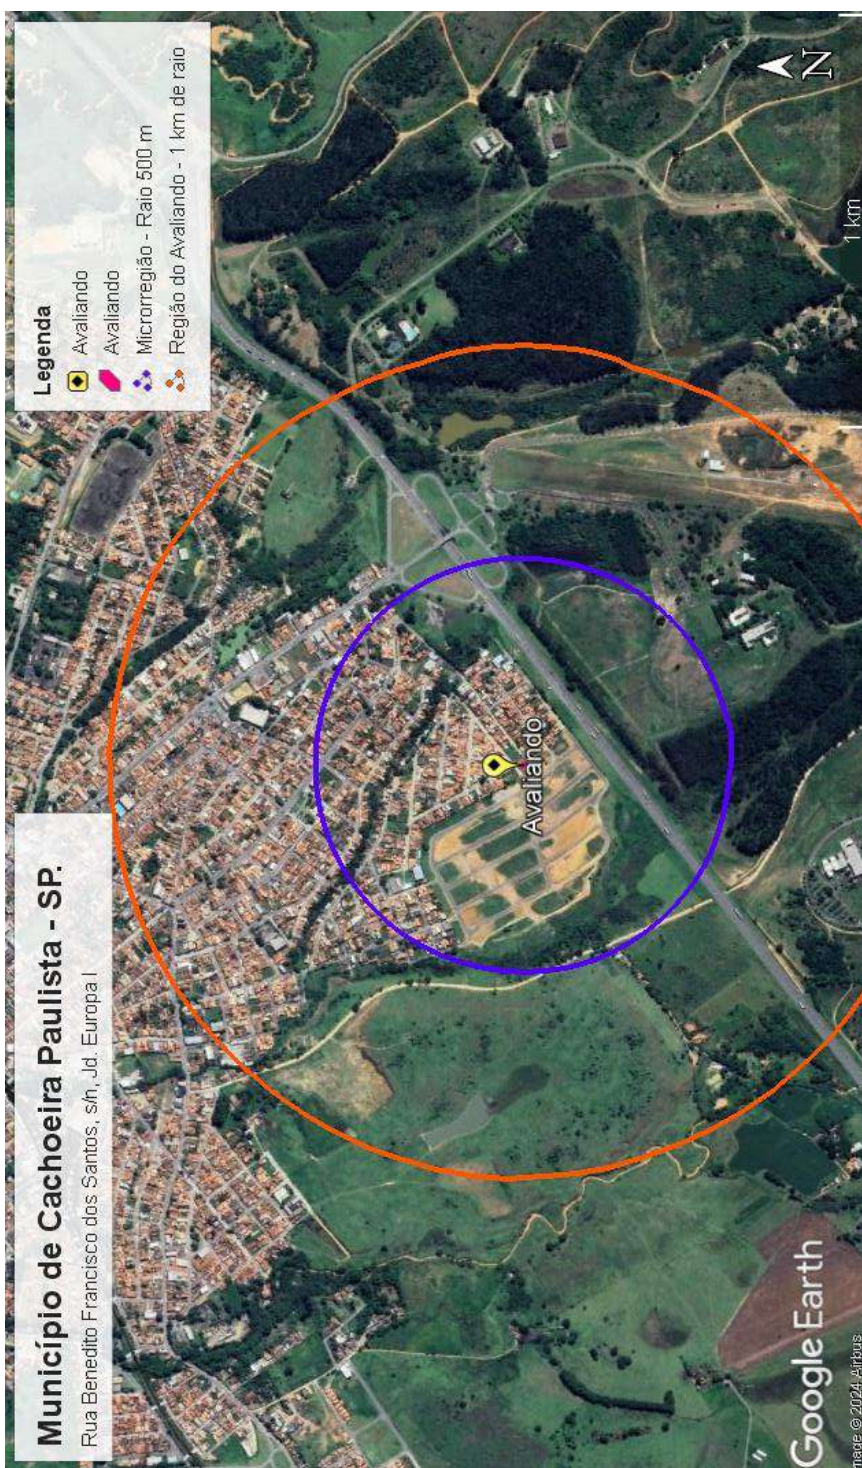 Município de Cachoeira Paulista - SP.
Rua Benedito Francisco dos Santos, s/n, Jd. Europa I
Legenda
Avaliando
Avaliando
Microrregião - Raio 500 m
Região do Avaliando - 1 km de raio
Avaliando
N
Google Earth
Image © 2024 Airbus
1 km